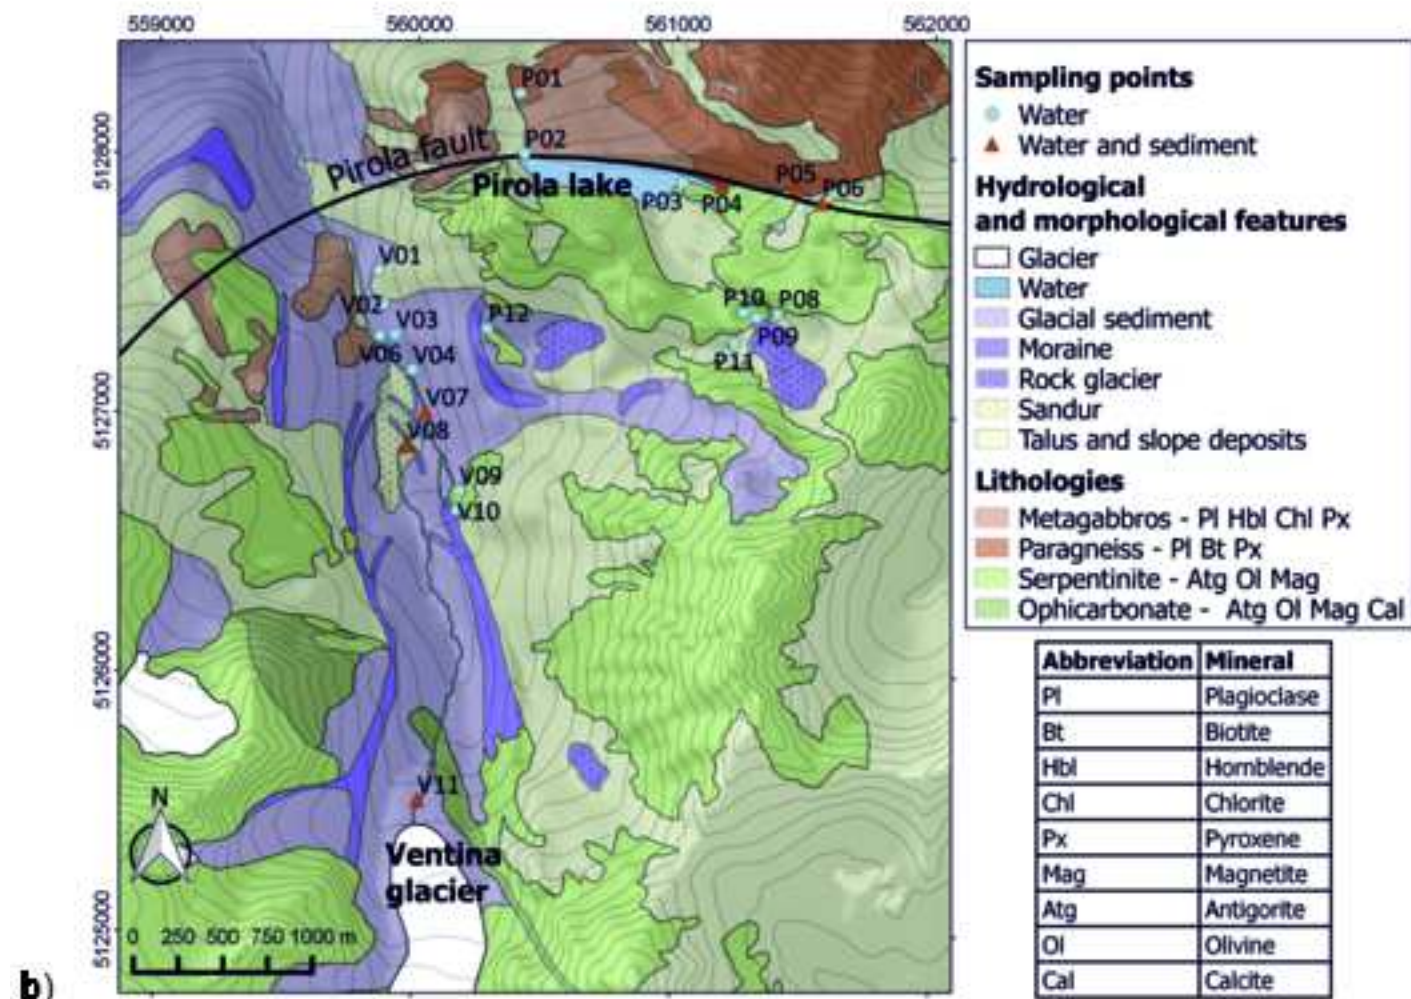 559000 560000 561000 562000
5128000
5127000
5126000
5125000
P01
P02
Pirola fault
Pirola lake
P03
P04
P05
P06
V01
V02
V03
V06
V04
P12
P10
P08
P09
P11
V07
V08
V09
V10
V11
Ventina
glacier
N
0 250 500 750 1000 m
b)
Sampling points
Water
Water and sediment
Hydrological
and morphological features
Glacier
Water
Glacial sediment
Moraine
Rock glacier
Sandur
Talus and slope deposits
Lithologies
Metagabbros - Pl Hbl Chl Px
Paragneiss - Pl Bt Px
Serpentinite - Atg Ol Mag
Ophicarbonate - Atg Ol Mag Cal
Abbreviation Mineral
Pl Plagioclase
Bt Biotite
Hbl Hornblende
Chl Chlorite
Px Pyroxene
Mag Magnetite
Atg Antigorite
Ol Olivine
Cal Calcite